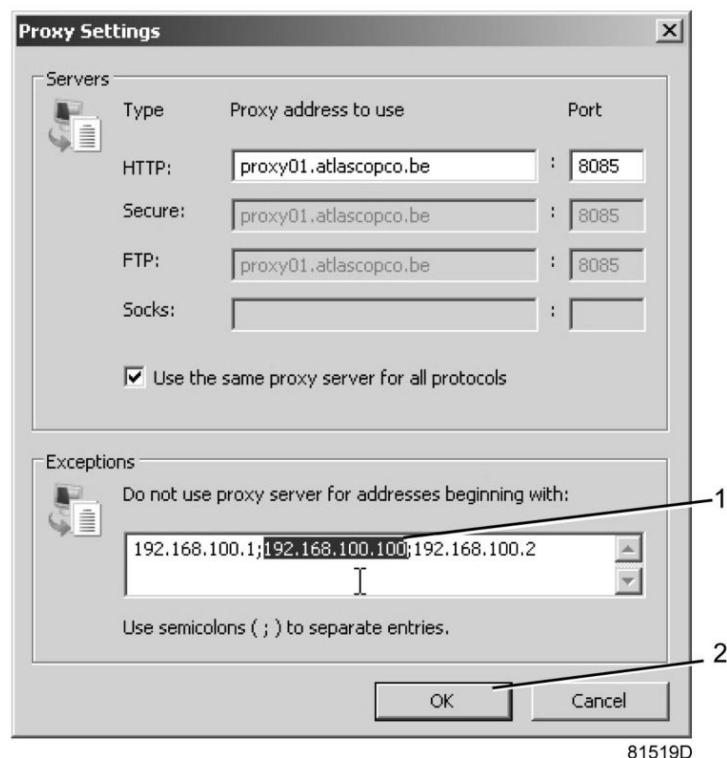 Proxy Settings
Servers
Type Proxy address to use Port
HTTP: proxy01.atlascopco.be : 8085
Secure: proxy01.atlascopco.be : 8085
FTP: proxy01.atlascopco.be : 8085
Socks: :
Use the same proxy server for all protocols
Exceptions
Do not use proxy server for addresses beginning with:
1
192.168.100.1;192.168.100.100;192.168.100.2
Use semicolons ( ; ) to separate entries.
2
OK Cancel
81519D